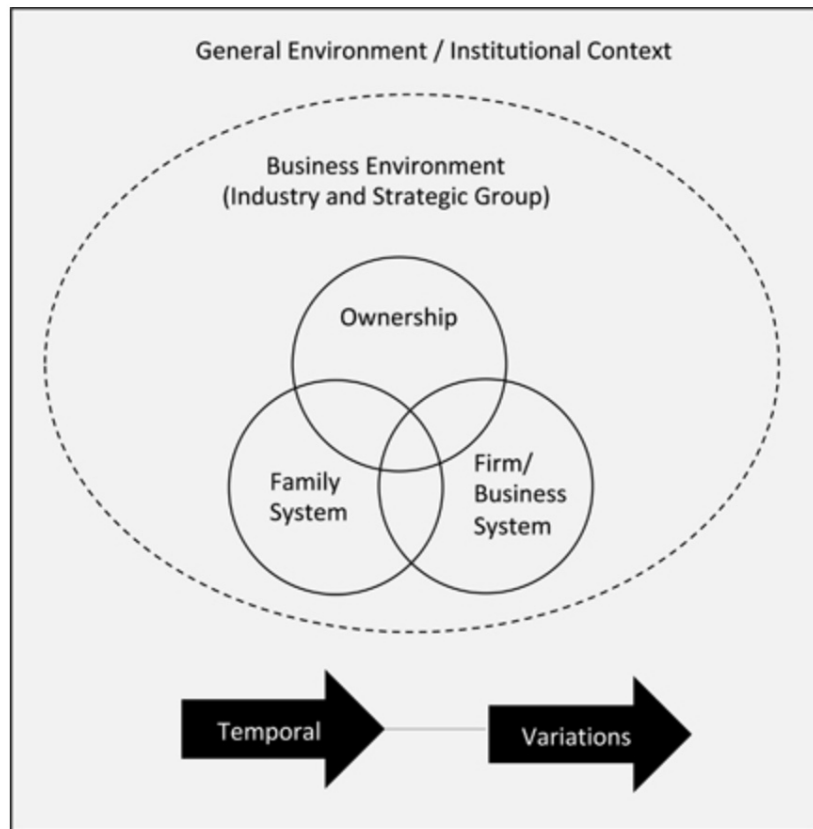 General Environment / Institutional Context
Business Environment
(Industry and Strategic Group)
Ownership
Family
System
Firm/
Business
System
Temporal
Variations